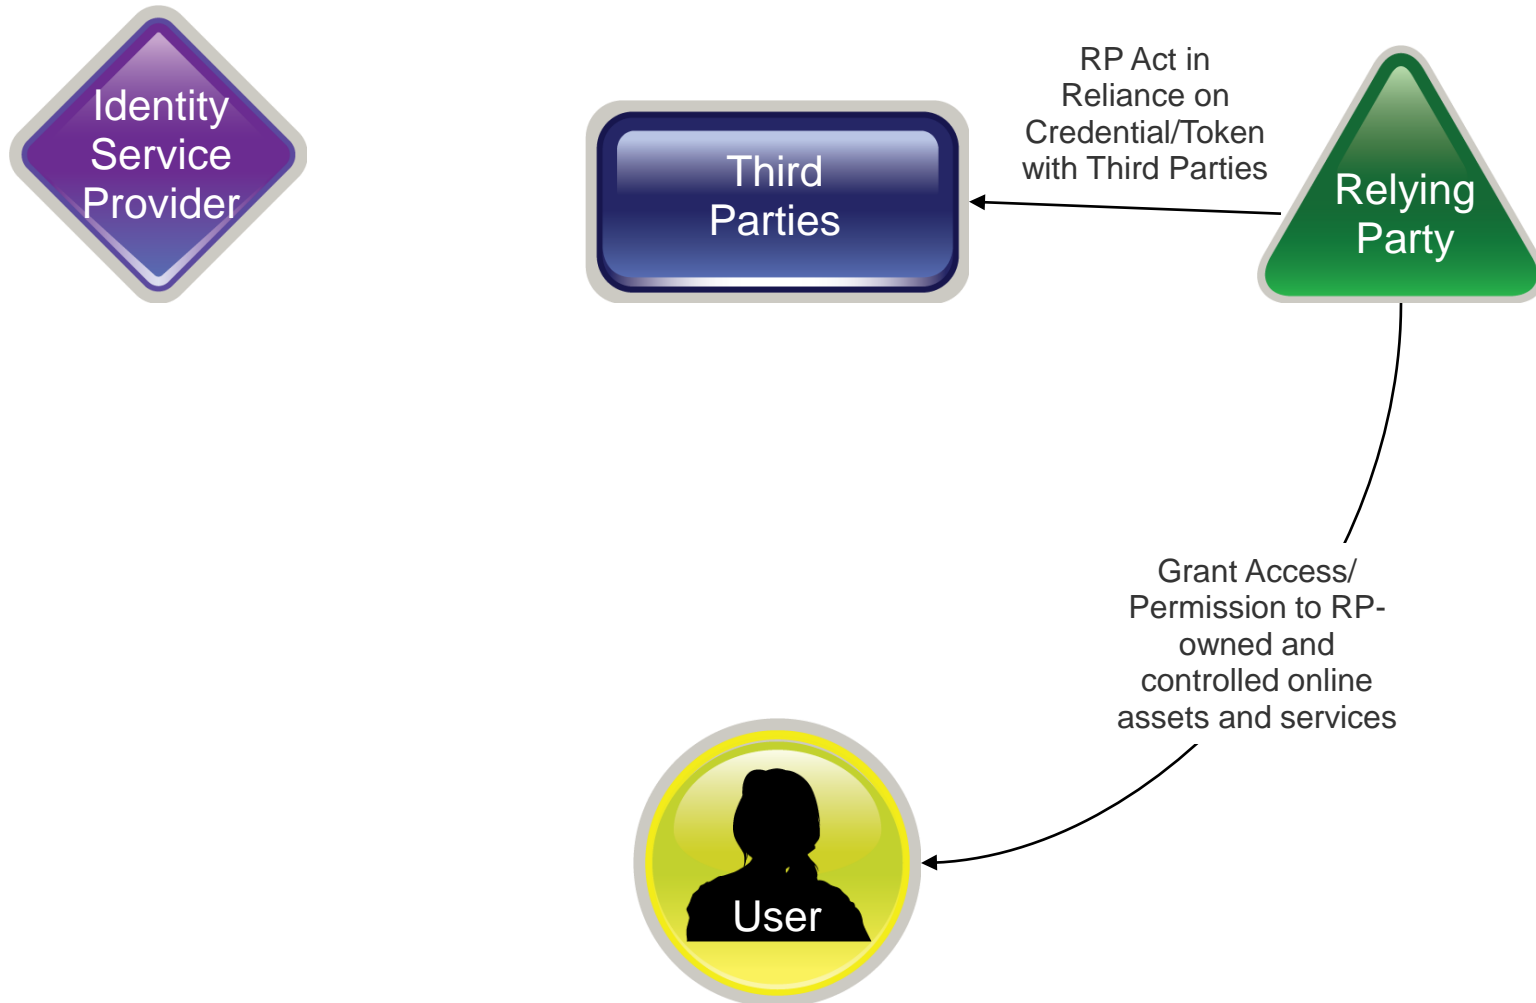 Identity
Service
Provider
Third
Parties
RP Act in
Reliance on
Credential/Token
with Third Parties
Relying
Party
Grant Access/
Permission to RP-
owned and
controlled online
assets and services
User